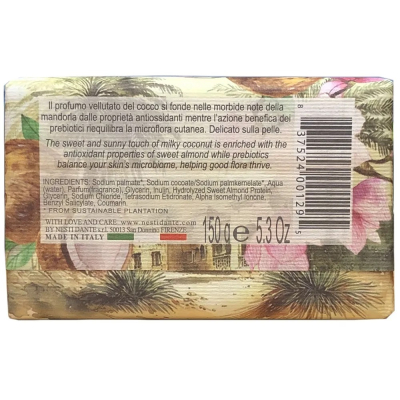 Il profumo vellutato del cocco si fonde nelle morbide note della
mandorla dalle proprietà antiossidanti mentre l'azione benefica dei
prebiotici riequilibra la microflora cutanea. Delicato sulla pelle.
The sweet and sunny touch of milky coconut is enriched with the
antioxidant properties of sweet almond while prebiotics
balance your skin's microbiome, helping good flora thrive.
INGREDIENTS: Sodium palmate*, Sodium cocoate/Sodium palmkernelate*, Aqua
(water), Parfum(fragrance), Glycerin, Inulin, Hydrolyzed Sweet Almond Protein,
Glycerin, Sodium Chloride, Tetrasodium Etidronate, Alpha Isomethyl Ionone,
Benzyl Salicylate, Coumarin.
* FROM SUSTAINABLE PLANTATION
WITH LOVE AND CARE. www.nestidante.com
BY NESTI DANTE s.r.l. 50013 San Donnino FIRENZE
MADE IN ITALY
150 g e 5.3 Oz
8 37524 00129 5